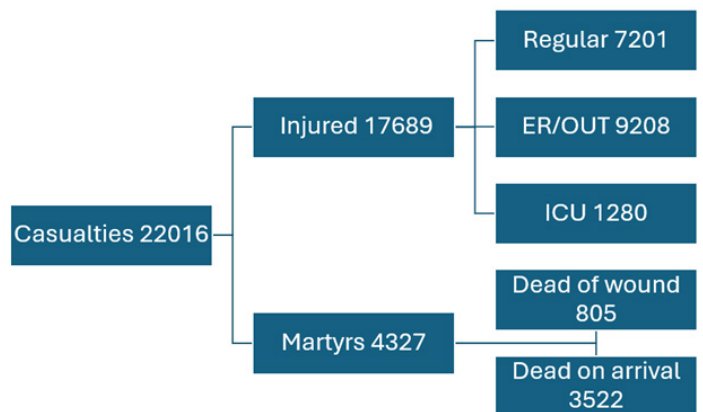 Regular 7201
Injured 17689
ER/OUT 9208
ICU 1280
Casualties 22016
Dead of wound
805
Martyrs 4327
Dead on arrival
3522